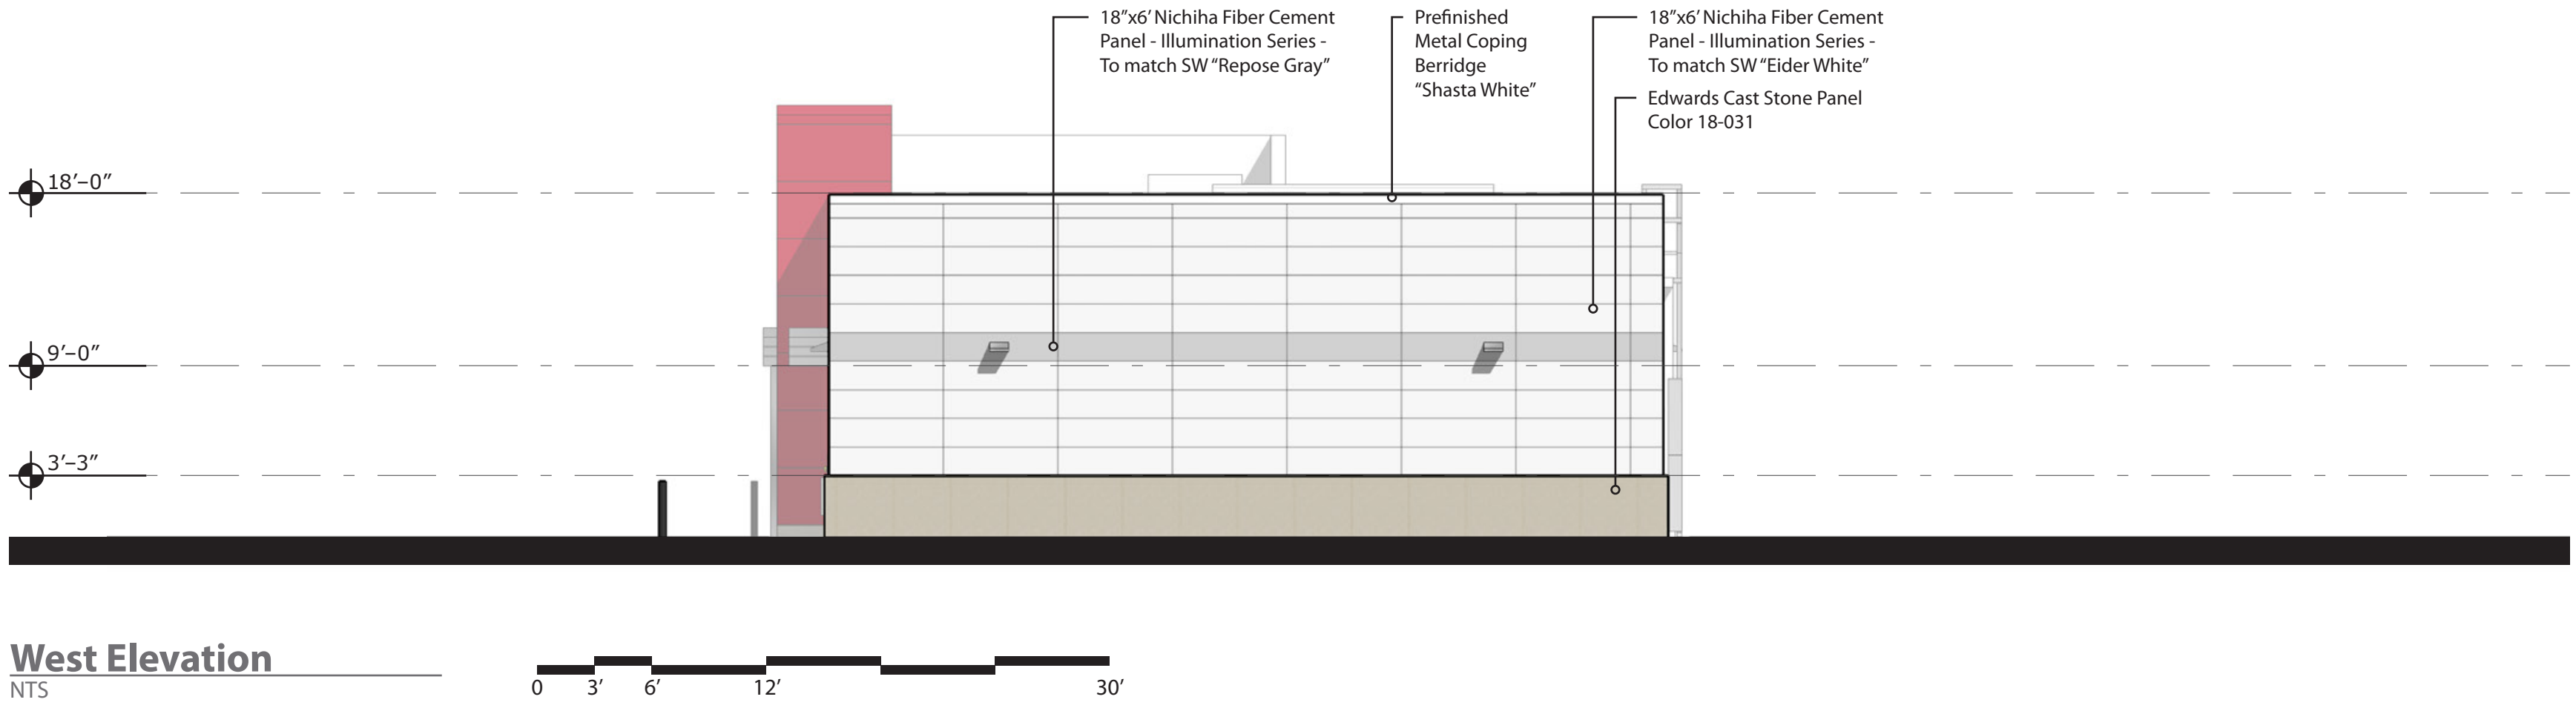 18”x6’ Nichiha Fiber Cement
Panel - Illumination Series -
To match SW “Repose Gray”
Prefinished
Metal Coping
Berridge
“Shasta White”
18”x6’ Nichiha Fiber Cement
Panel - Illumination Series -
To match SW “Eider White”
Edwards Cast Stone Panel
Color 18-031
18’–0”
9’–0”
3’–3”
West Elevation
NTS
0 3’ 6’ 12’ 30’